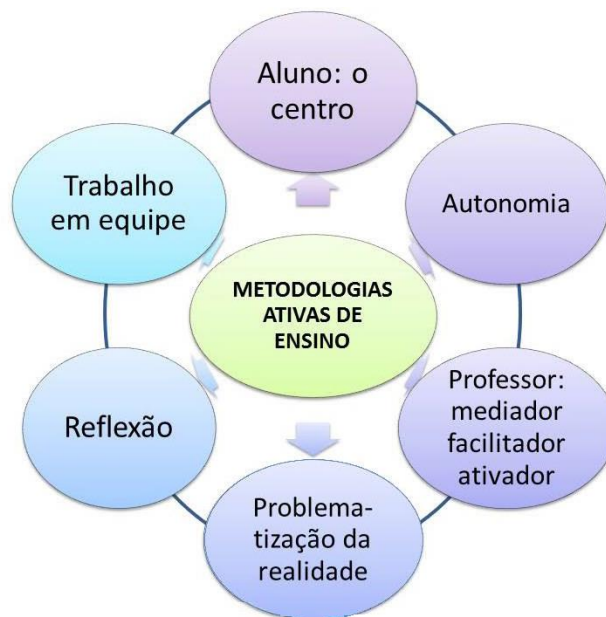 Aluno: o
centro
Autonomia
Professor:
mediador
facilitador
ativador
Problema-
tização da
realidade
Reflexão
Trabalho
em equipe
METODOLOGIAS
ATIVAS DE
ENSINO